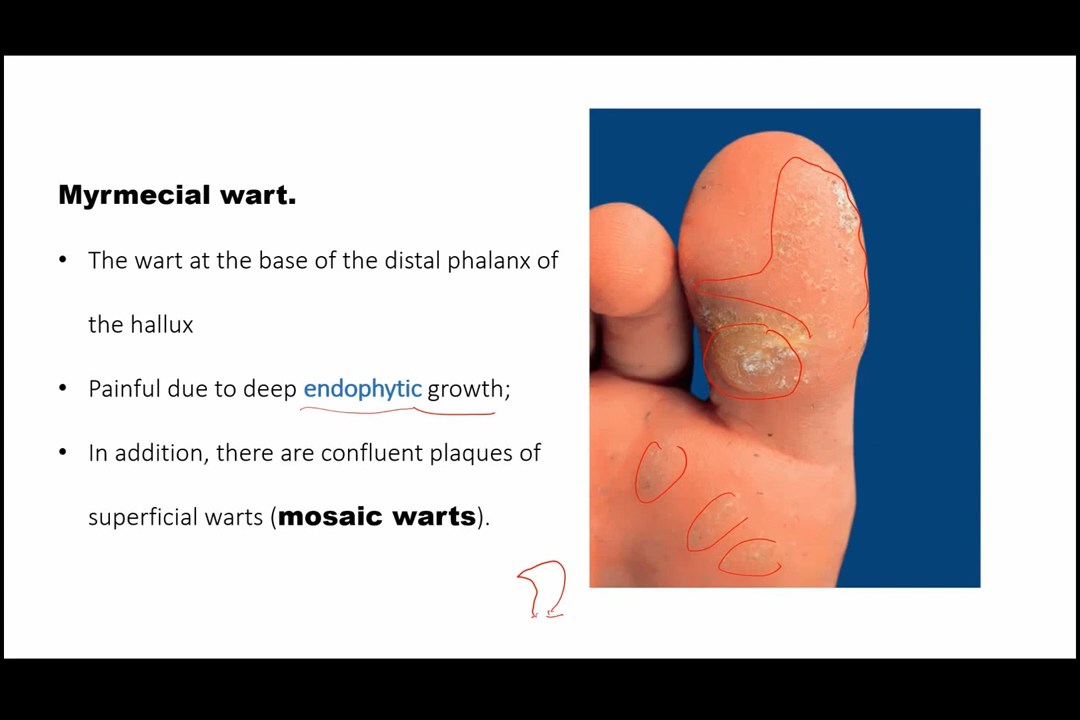 Myrmecial wart.
• The wart at the base of the distal phalanx of
the hallux
• Painful due to deep endophytic growth;
• In addition, there are confluent plaques of
superficial warts (mosaic warts).